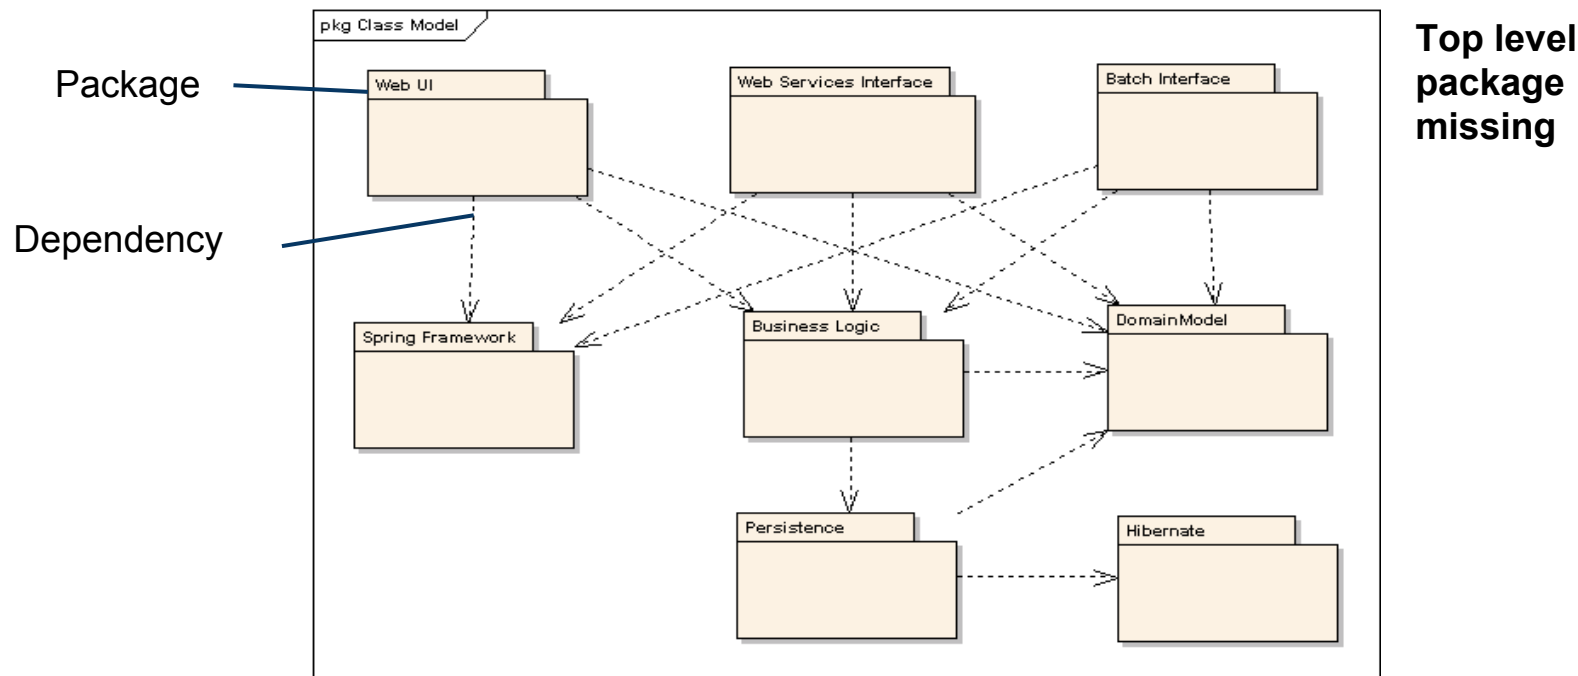 pkg Class Model
Top level
package
missing
Package
Web UI
Web Services Interface
Batch Interface
Dependency
Spring Framework
Business Logic
DomainModel
Persistence
Hibernate